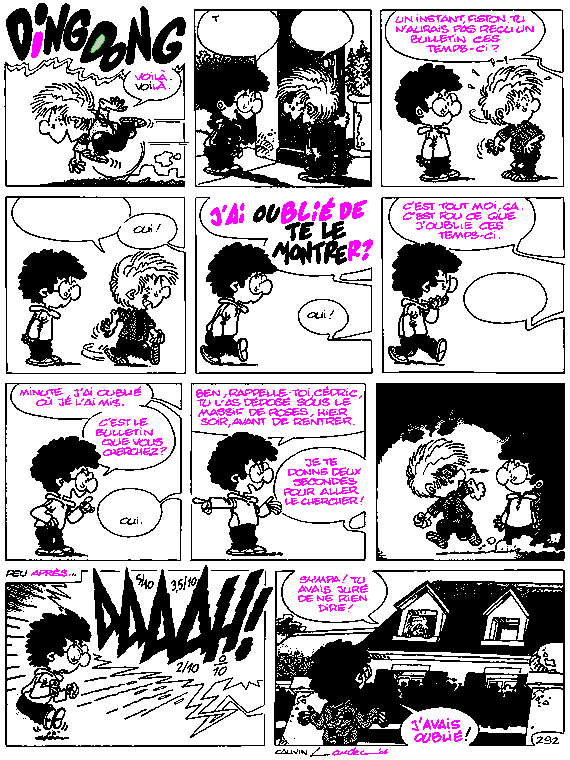 DING DONG
VOILÀ.
VOILÀ.
T
UN INSTANT, FISTON. TU
N'AURAIS PAS REÇU UN
BULLETIN CES
TEMPS-CI ?
OUI !
J'AI OUBLIÉ DE
TE LE
MONTRER?
OUI !
C'EST TOUT MOI, ÇA.
C'EST FOU CE QUE
J'OUBLIE CES
TEMPS-CI.
MINUTE, J'AI OUBLIÉ
OÙ JE L'AI MIS.
C'EST LE
BULLETIN
QUE VOUS
CHERCHEZ?
OUI.
BEN, RAPPELLE-TOI, CÉDRIC,
TU L'AS DÉPOSÉ SOUS LE
MASSIF DE ROSES, HIER
SOIR, AVANT DE RENTRER.
JE TE
DONNE DEUX
SECONDES
POUR ALLER
LE CHERCHER !
PEU APRÈS...
5/10
3,5/10
DAAAH!!
2/10
0
10
SYMPA ! TU
AVAIS JURÉ
DE NE RIEN
DIRE !
J'AVAIS
OUBLIÉ !
292
CAUVIN